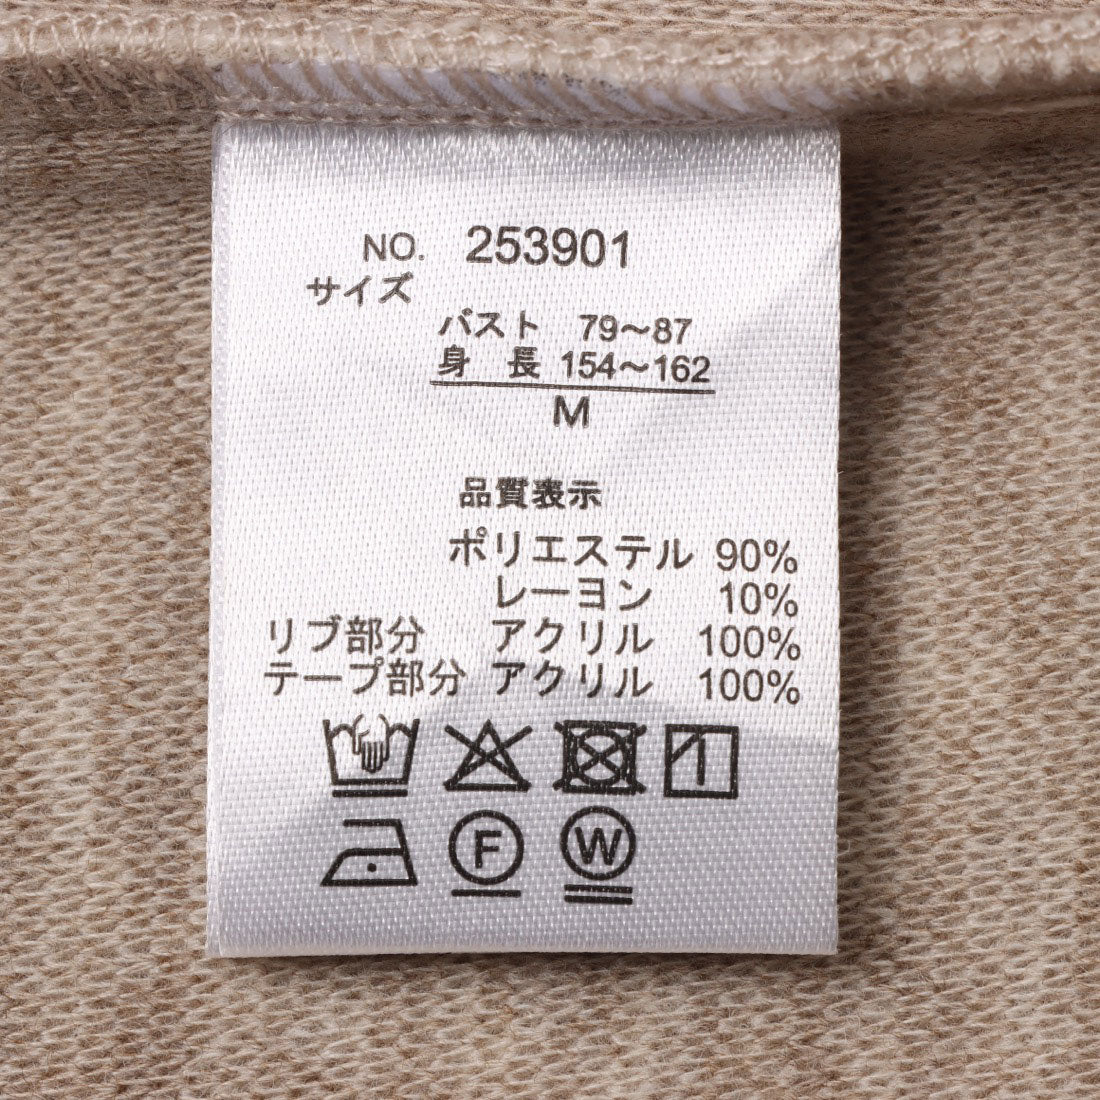 NO. 253901
サイズ
バスト 79～87
身 長 154～162
M
品質表示
ポリエステル 90%
レーヨン 10%
リブ部分 アクリル 100%
テープ部分 アクリル 100%
F W